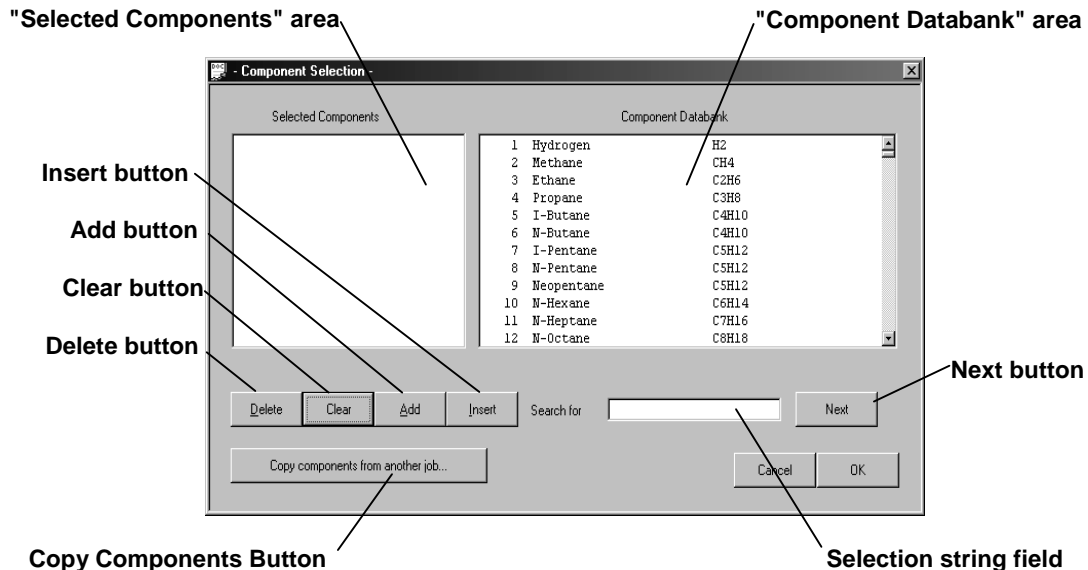 "Selected Components" area
"Component Databank" area
- Component Selection -
Selected Components
Component Databank
1 Hydrogen H2
2 Methane CH4
3 Ethane C2H6
4 Propane C3H8
5 I-Butane C4H10
6 N-Butane C4H10
7 I-Pentane C5H12
8 N-Pentane C5H12
9 Neopentane C5H12
10 N-Hexane C6H14
11 N-Heptane C7H16
12 N-Octane C8H18
Insert button
Add button
Clear button
Delete button
Next button
Delete Clear Add Insert Search for Next
Copy components from another job... Cancel OK
Copy Components Button
Selection string field